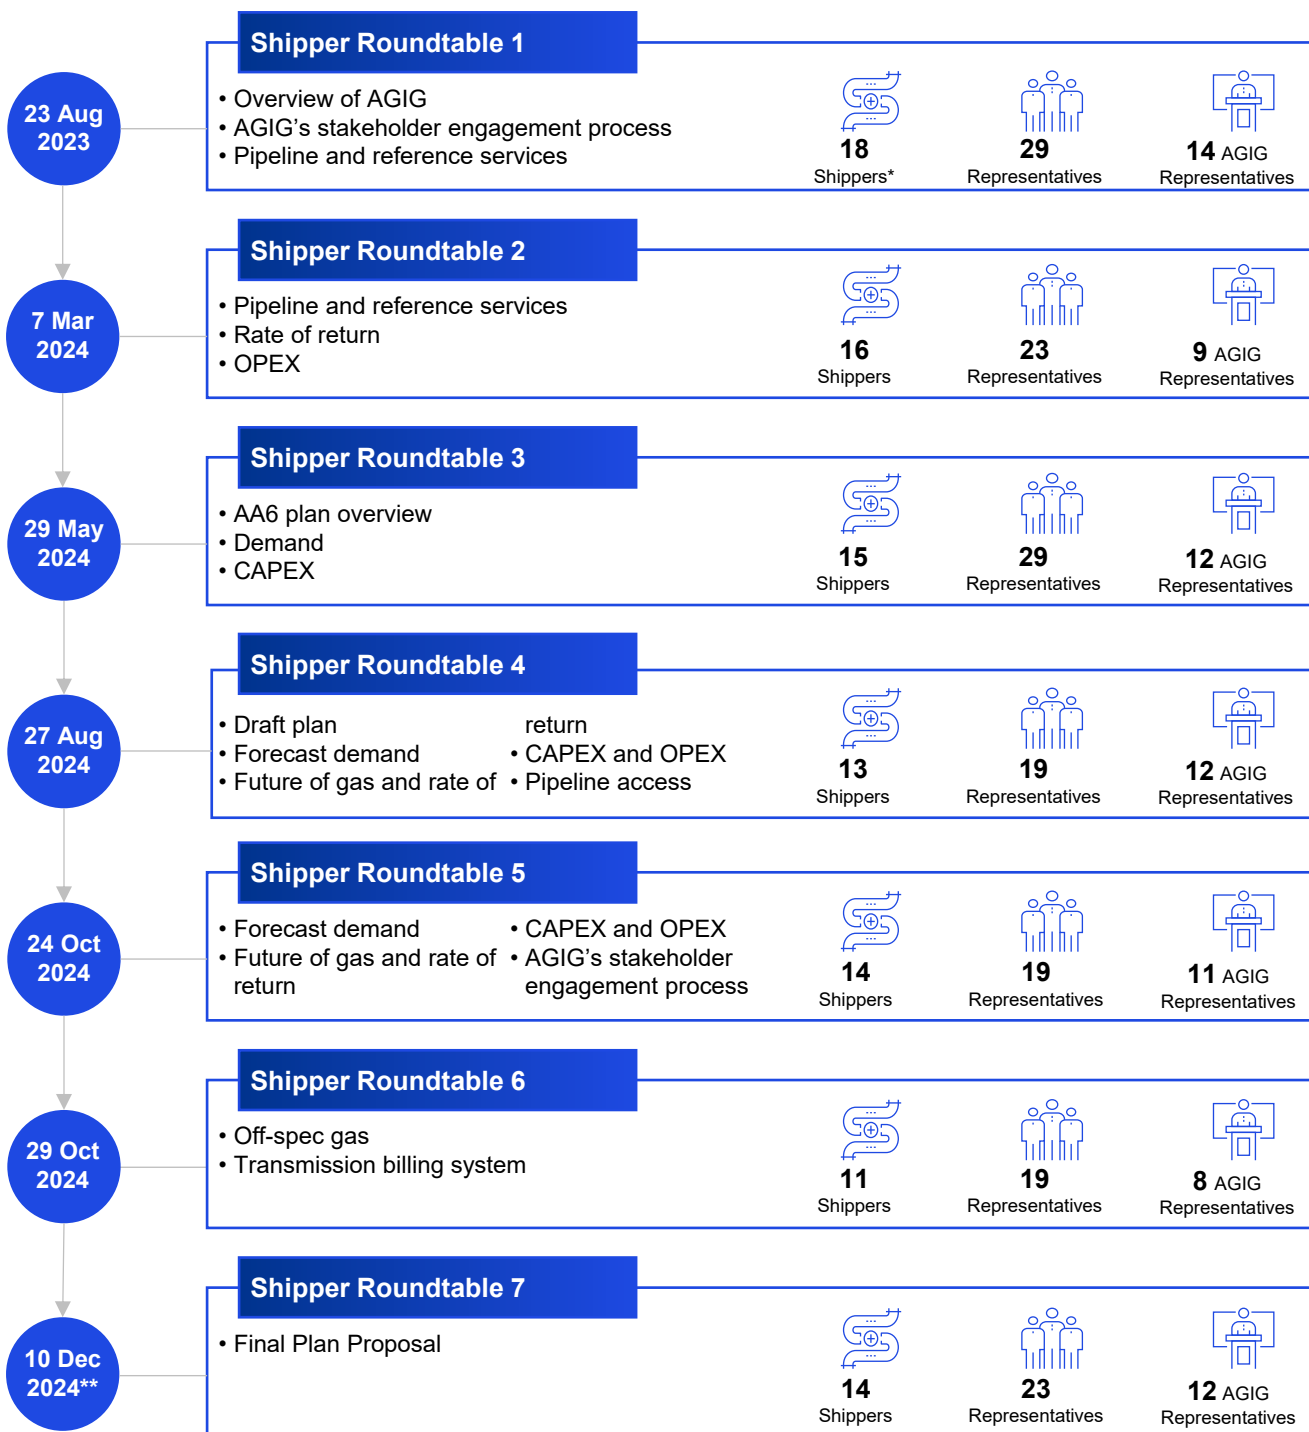 Shipper Roundtable 1
23 Aug
2023
• Overview of AGIG
• AGIG's stakeholder engagement process
• Pipeline and reference services
18
Shippers*
29
Representatives
14 AGIG
Representatives
Shipper Roundtable 2
7 Mar
2024
• Pipeline and reference services
• Rate of return
• OPEX
16
Shippers
23
Representatives
9 AGIG
Representatives
Shipper Roundtable 3
29 May
2024
• AA6 plan overview
• Demand
• CAPEX
15
Shippers
29
Representatives
12 AGIG
Representatives
Shipper Roundtable 4
27 Aug
2024
• Draft plan
• Forecast demand
• Future of gas and rate of
return
• CAPEX and OPEX
• Pipeline access
13
Shippers
19
Representatives
12 AGIG
Representatives
Shipper Roundtable 5
24 Oct
2024
• Forecast demand
• Future of gas and rate of
return
• CAPEX and OPEX
• AGIG's stakeholder
engagement process
14
Shippers
19
Representatives
11 AGIG
Representatives
Shipper Roundtable 6
29 Oct
2024
• Off-spec gas
• Transmission billing system
11
Shippers
19
Representatives
8 AGIG
Representatives
Shipper Roundtable 7
10 Dec
2024**
• Final Plan Proposal
14
Shippers
23
Representatives
12 AGIG
Representatives